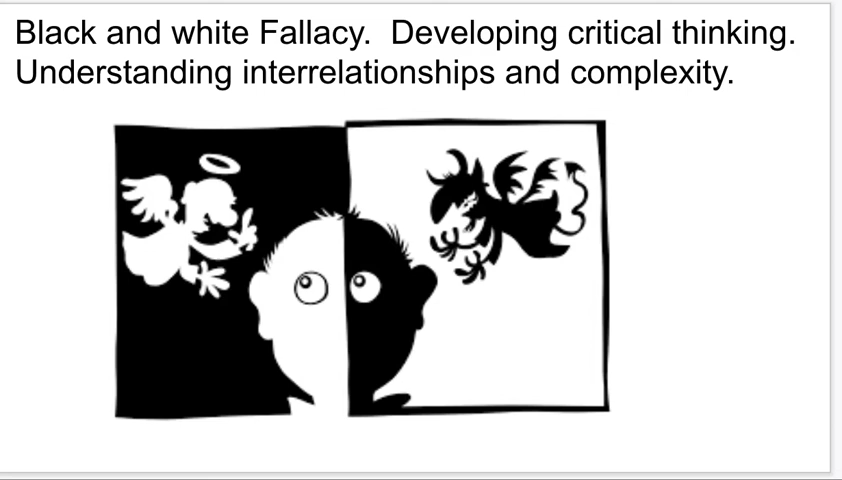 Black and white Fallacy.  Developing critical thinking.
Understanding interrelationships and complexity.